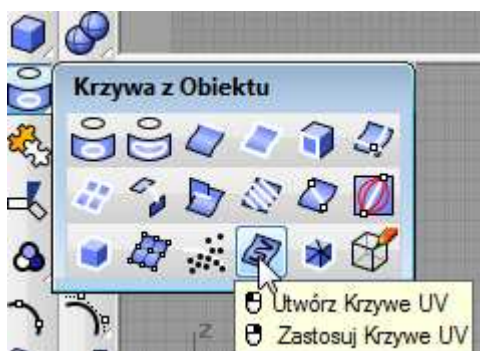 Krzywa z Obiektu
Utwórz Krzywe UV
Zastosuj Krzywe UV
z